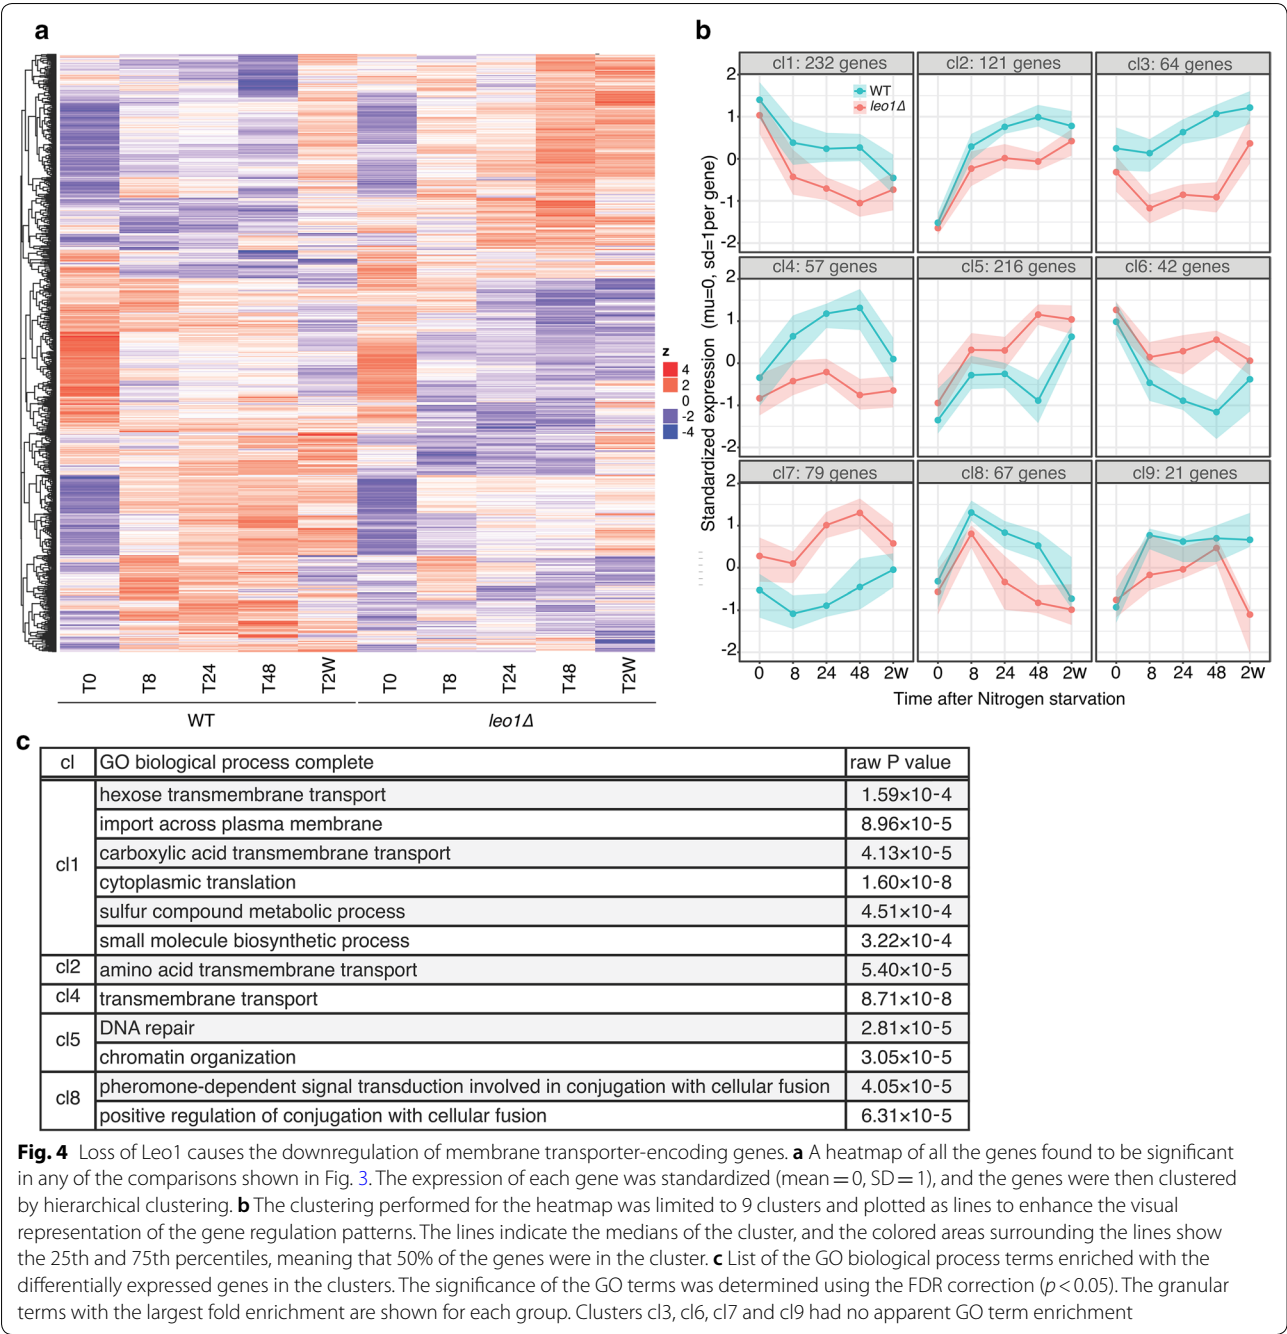 a
z
4
2
0
-2
-4
T0
T8
T24
T48
T2W
T0
T8
T24
T48
T2W
WT
leo1Δ
b
Standardized expression (mu=0, sd=1per gene)
cl1: 232 genes
cl2: 121 genes
cl3: 64 genes
WT
leo1Δ
2
1
0
-1
-2
cl4: 57 genes
cl5: 216 genes
cl6: 42 genes
2
1
0
-1
-2
cl7: 79 genes
cl8: 67 genes
cl9: 21 genes
2
1
0
-1
-2
0 8 24 48 2W
0 8 24 48 2W
0 8 24 48 2W
Time after Nitrogen starvation
c
cl GO biological process complete raw P value
cl1
hexose transmembrane transport 1.59×10-4
import across plasma membrane 8.96×10-5
carboxylic acid transmembrane transport 4.13×10-5
cytoplasmic translation 1.60×10-8
sulfur compound metabolic process 4.51×10-4
small molecule biosynthetic process 3.22×10-4
cl2 amino acid transmembrane transport 5.40×10-5
cl4 transmembrane transport 8.71×10-8
cl5
DNA repair 2.81×10-5
chromatin organization 3.05×10-5
cl8
pheromone-dependent signal transduction involved in conjugation with cellular fusion 4.05×10-5
positive regulation of conjugation with cellular fusion 6.31×10-5
Fig. 4 Loss of Leo1 causes the downregulation of membrane transporter-encoding genes. a A heatmap of all the genes found to be significant
in any of the comparisons shown in Fig. 3. The expression of each gene was standardized (mean = 0, SD = 1), and the genes were then clustered
by hierarchical clustering. b The clustering performed for the heatmap was limited to 9 clusters and plotted as lines to enhance the visual
representation of the gene regulation patterns. The lines indicate the medians of the cluster, and the colored areas surrounding the lines show
the 25th and 75th percentiles, meaning that 50% of the genes were in the cluster. c List of the GO biological process terms enriched with the
differentially expressed genes in the clusters. The significance of the GO terms was determined using the FDR correction (p < 0.05). The granular
terms with the largest fold enrichment are shown for each group. Clusters cl3, cl6, cl7 and cl9 had no apparent GO term enrichment